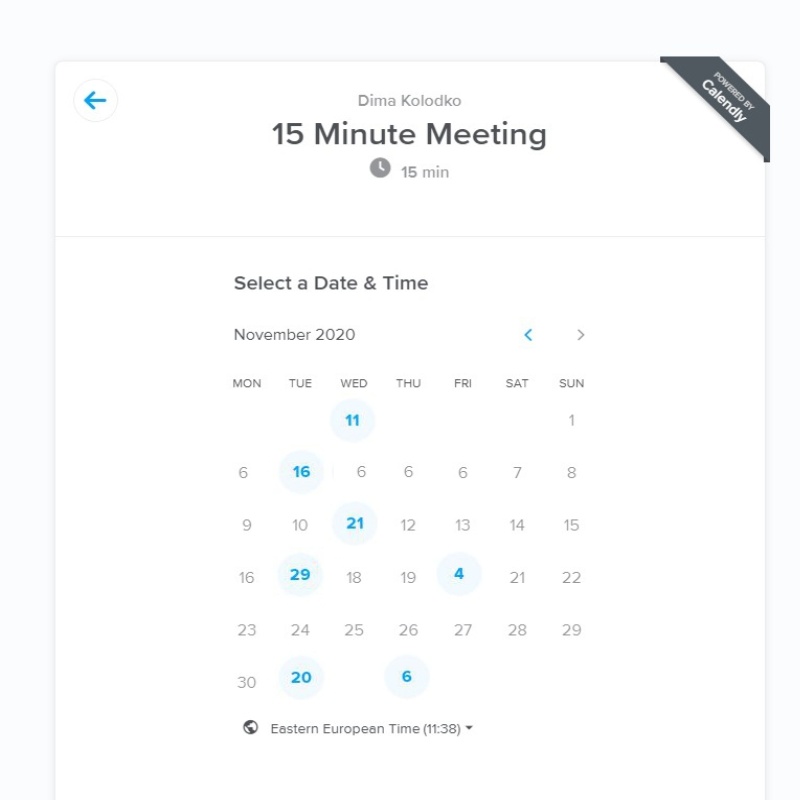 POWERED BY
Calendly
Dima Kolodko
15 Minute Meeting
15 min
Select a Date & Time
November 2020
MON TUE WED THU FRI SAT SUN
11 1
6 16 6 6 6 7 8
9 10 21 12 13 14 15
16 29 18 19 4 21 22
23 24 25 26 27 28 29
30 20 6
Eastern European Time (11:38)